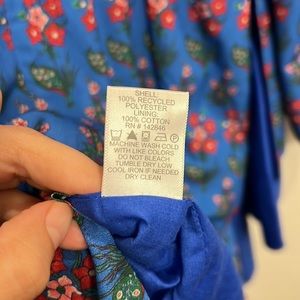 SHELL:
100% RECYCLED
POLYESTER
LINING:
100% COTTON
RN # 142846
MACHINE WASH COLD
WITH LIKE COLORS
DO NOT BLEACH
TUMBLE DRY LOW
COOL IRON IF NEEDED
DRY CLEAN